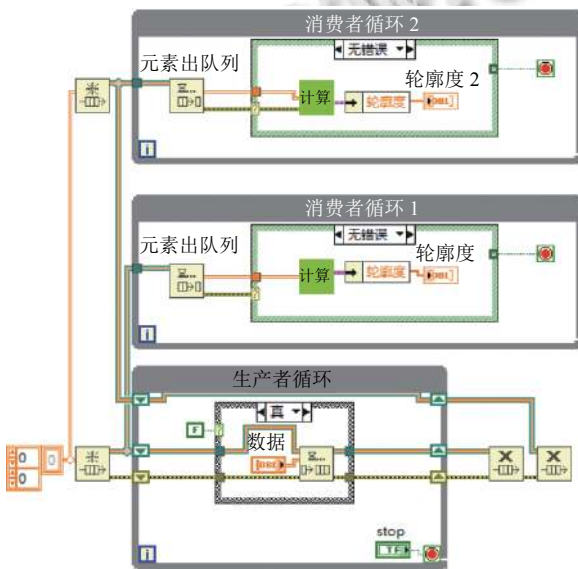 消费者循环 2
无错误
元素出队列
轮廓度 2
计算
轮廓度
DBL
i
消费者循环 1
无错误
元素出队列
轮廓度
计算
轮廓度
DBL
i
生产者循环
真
F
数据
DBL
0
0
0
stop
TF
i